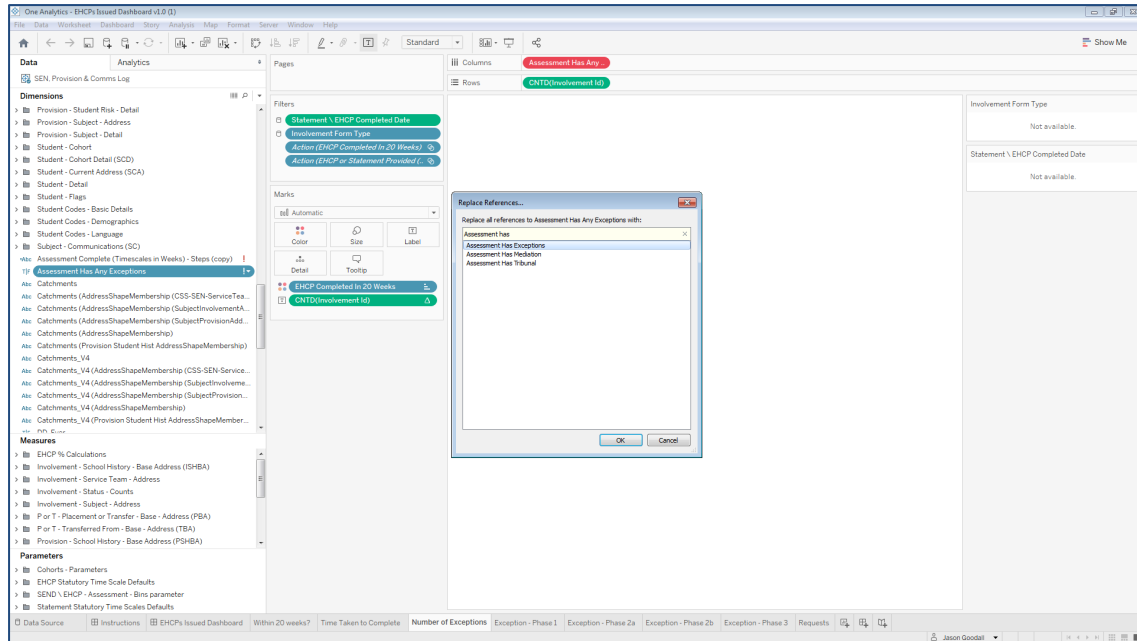 One Analytics - EHCPs Issued Dashboard v1.0 (1)
File Data Worksheet Dashboard Story Analysis Map Format Server Window Help
Standard
Show Me
Data Analytics
SEN, Provision & Comms Log
Dimensions
Provision - Student Risk - Detail
Provision - Subject - Address
Provision - Subject - Detail
Student - Cohort
Student - Cohort Detail (SCD)
Student - Current Address (SCA)
Student - Detail
Student - Flags
Student Codes - Basic Details
Student Codes - Demographics
Student Codes - Language
Subject - Communications (SC)
Abc Assessment Complete (Timescales in Weeks) - Steps (copy) !
T|F Assessment Has Any Exceptions !
Abc Catchments
Abc Catchments (AddressShapeMembership (CSS-SEN-ServiceTea...
Abc Catchments (AddressShapeMembership (SubjectInvolvementA...
Abc Catchments (AddressShapeMembership (SubjectProvisionAdd...
Abc Catchments (AddressShapeMembership)
Abc Catchments (Provision Student Hist AddressShapeMembership)
Abc Catchments_V4
Abc Catchments_V4 (AddressShapeMembership (CSS-SEN-Service...
Abc Catchments_V4 (AddressShapeMembership (SubjectInvolveme...
Abc Catchments_V4 (AddressShapeMembership (SubjectProvision...
Abc Catchments_V4 (AddressShapeMembership)
Abc Catchments_V4 (Provision Student Hist AddressShapeMember...
Measures
EHCP % Calculations
Involvement - School History - Base Address (ISHBA)
Involvement - Service Team - Address
Involvement - Status - Counts
Involvement - Subject - Address
P or T - Placement or Transfer - Base - Address (PBA)
P or T - Transferred From - Base - Address (TBA)
Provision - School History - Base Address (PSHBA)
Parameters
Cohorts - Parameters
EHCP Statutory Time Scale Defaults
SEND \ EHCP - Assessment - Bins parameter
Statement Statutory Time Scales Defaults
Pages
Filters
Statement \ EHCP Completed Date
Involvement Form Type
Action (EHCP Completed In 20 Weeks)
Action (EHCP or Statement Provided (..
Marks
Automatic
Color Size Label
Detail Tooltip
EHCP Completed In 20 Weeks
CNTD(Involvement Id)
Columns Assessment Has Any ..
Rows CNTD(Involvement Id)
Replace References...
Replace all references to Assessment Has Any Exceptions with:
Assessment has
Assessment Has Exceptions
Assessment Has Mediation
Assessment Has Tribunal
OK Cancel
Involvement Form Type
Not available.
Statement \ EHCP Completed Date
Not available.
Data Source Instructions EHCPs Issued Dashboard Within 20 weeks? Time Taken to Complete Number of Exceptions Exception - Phase 1 Exception - Phase 2a Exception - Phase 2b Exception - Phase 3 Requests
Jason Goodall